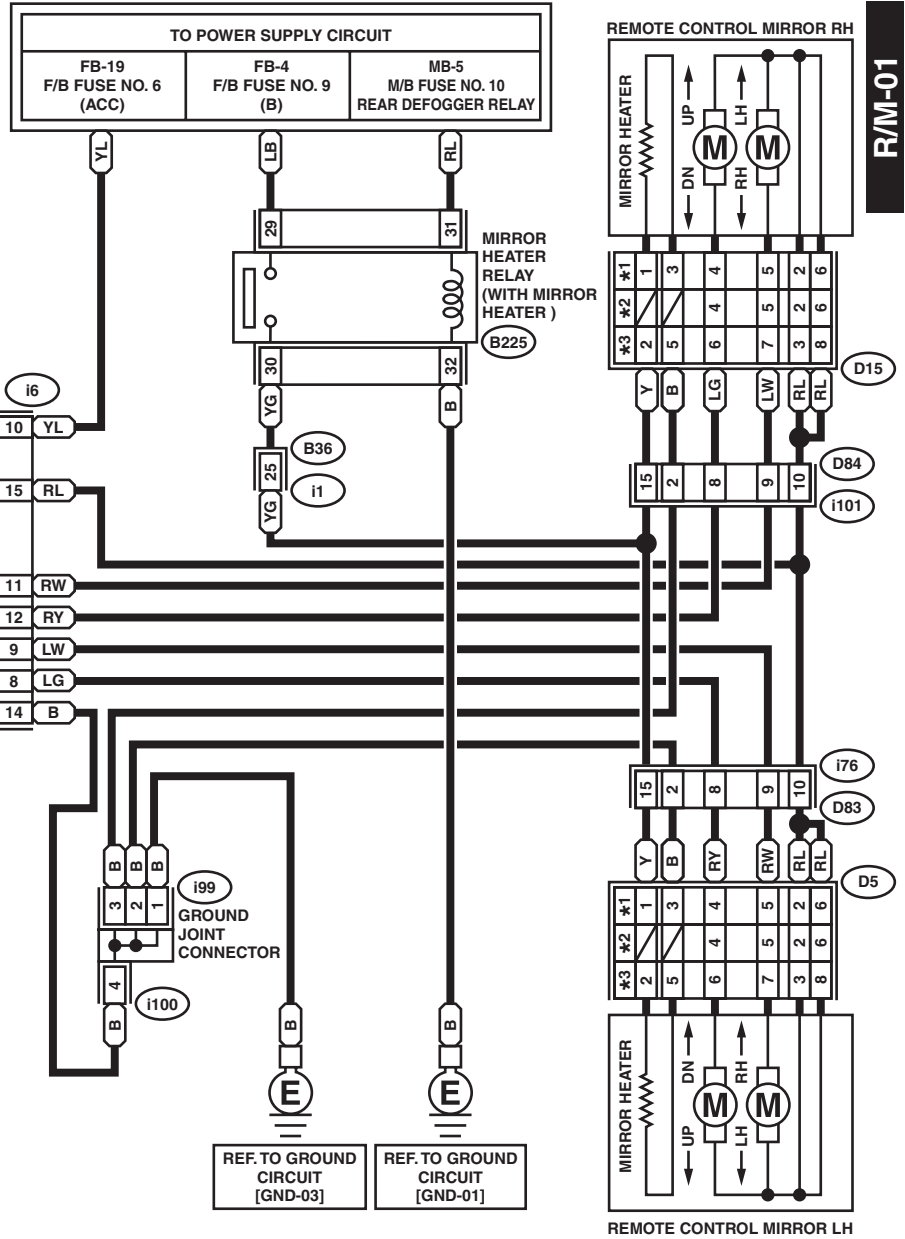 TO POWER SUPPLY CIRCUIT
FB-19
F/B FUSE NO. 6
(ACC)
FB-4
F/B FUSE NO. 9
(B)
MB-5
M/B FUSE NO. 10
REAR DEFOGGER RELAY
REMOTE CONTROL MIRROR RH
R/M-01
MIRROR HEATER
UP
DN
LH
RH
M
M
YL
LB
RL
29
31
MIRROR
HEATER
RELAY
(WITH MIRROR
HEATER )
B225
30
32
YG
B
*1 1 3 4 5 2 6
*2 4 5 2 6
*3 2 5 6 7 3 8
D15
Y B LG LW RL RL
i6
10 YL
15 RL
11 RW
12 RY
9 LW
8 LG
14 B
B36
25
i1
YG
D84
15 2 8 9 10
i101
i76
15 2 8 9 10
D83
Y B RY RW RL RL
D5
*1 1 3 4 5 2 6
*2 4 5 2 6
*3 2 5 6 7 3 8
B B B
3 2 1
i99
GROUND
JOINT
CONNECTOR
4
i100
B
B
B
E
E
REF. TO GROUND
CIRCUIT
[GND-03]
REF. TO GROUND
CIRCUIT
[GND-01]
MIRROR HEATER
DN
UP
RH
LH
M
M
REMOTE CONTROL MIRROR LH